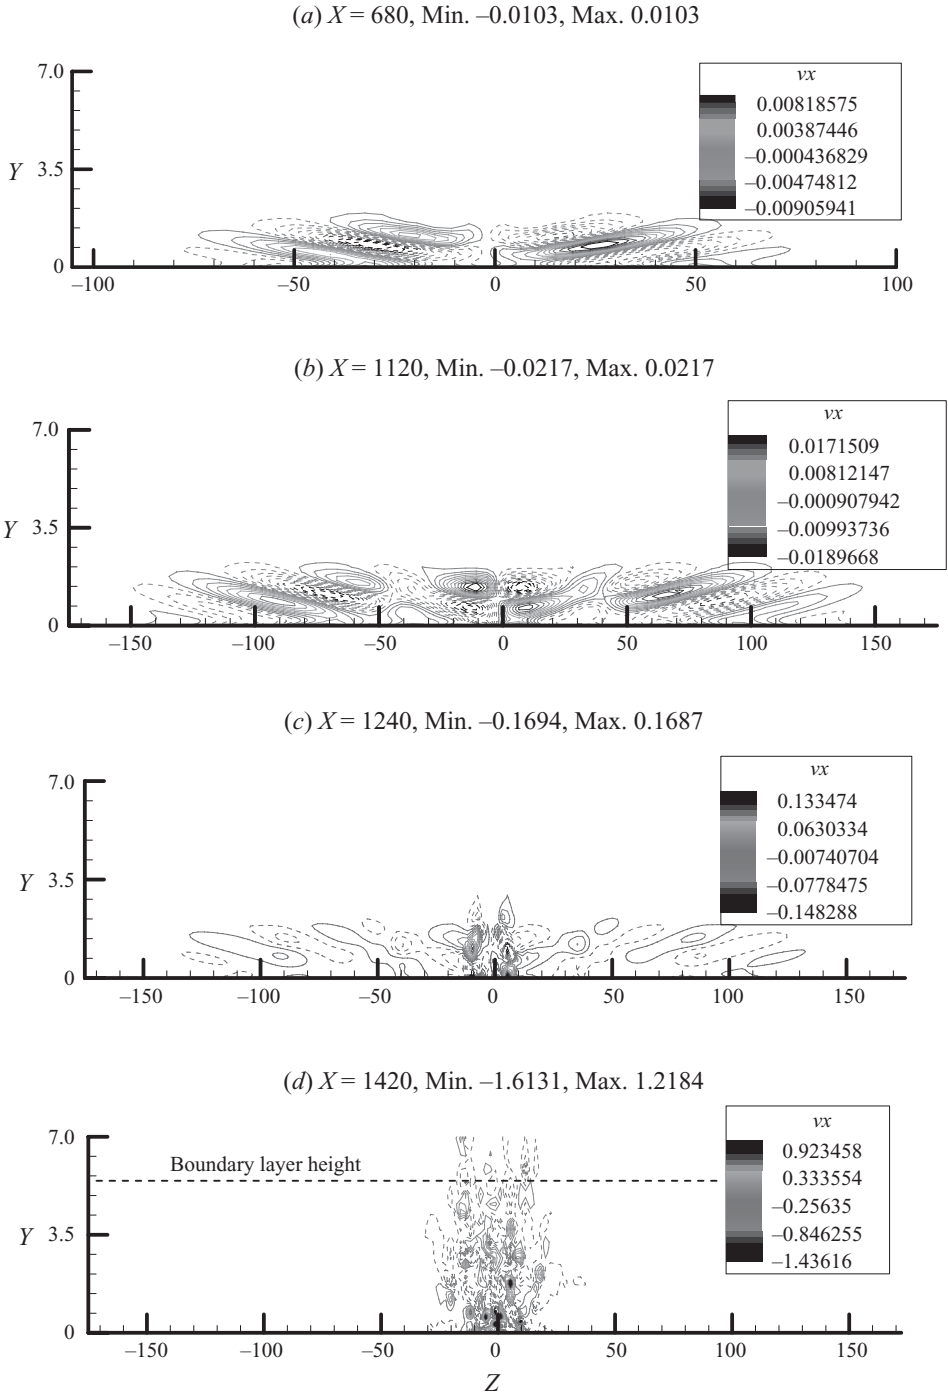 (a) X = 680, Min. –0.0103, Max. 0.0103
vx
0.00818575
0.00387446
–0.000436829
–0.00474812
–0.00905941
7.0
Y 3.5
0
–100 –50 0 50 100
(b) X = 1120, Min. –0.0217, Max. 0.0217
vx
0.0171509
0.00812147
–0.000907942
–0.00993736
–0.0189668
7.0
Y 3.5
0
–150 –100 –50 0 50 100 150
(c) X = 1240, Min. –0.1694, Max. 0.1687
vx
0.133474
0.0630334
–0.00740704
–0.0778475
–0.148288
7.0
Y 3.5
0
–150 –100 –50 0 50 100 150
(d) X = 1420, Min. –1.6131, Max. 1.2184
vx
0.923458
0.333554
–0.25635
–0.846255
–1.43616
7.0
Boundary layer height
Y 3.5
0
–150 –100 –50 0 50 100 150
Z